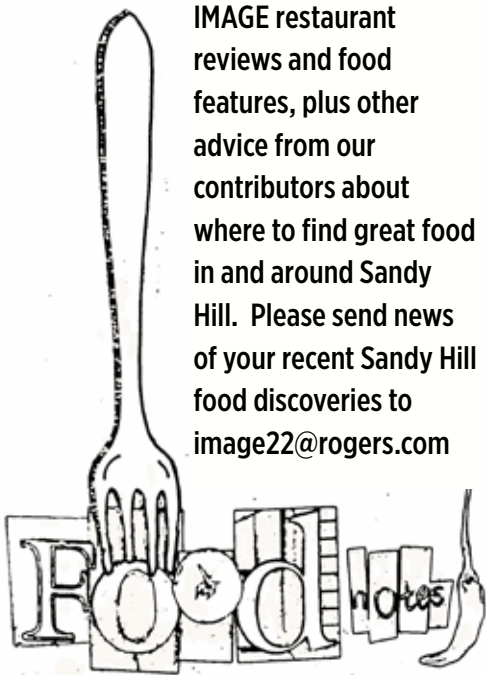 IMAGE restaurant
reviews and food
features, plus other
advice from our
contributors about
where to find great food
in and around Sandy
Hill. Please send news
of your recent Sandy Hill
food discoveries to
image22@rogers.com
Food notes